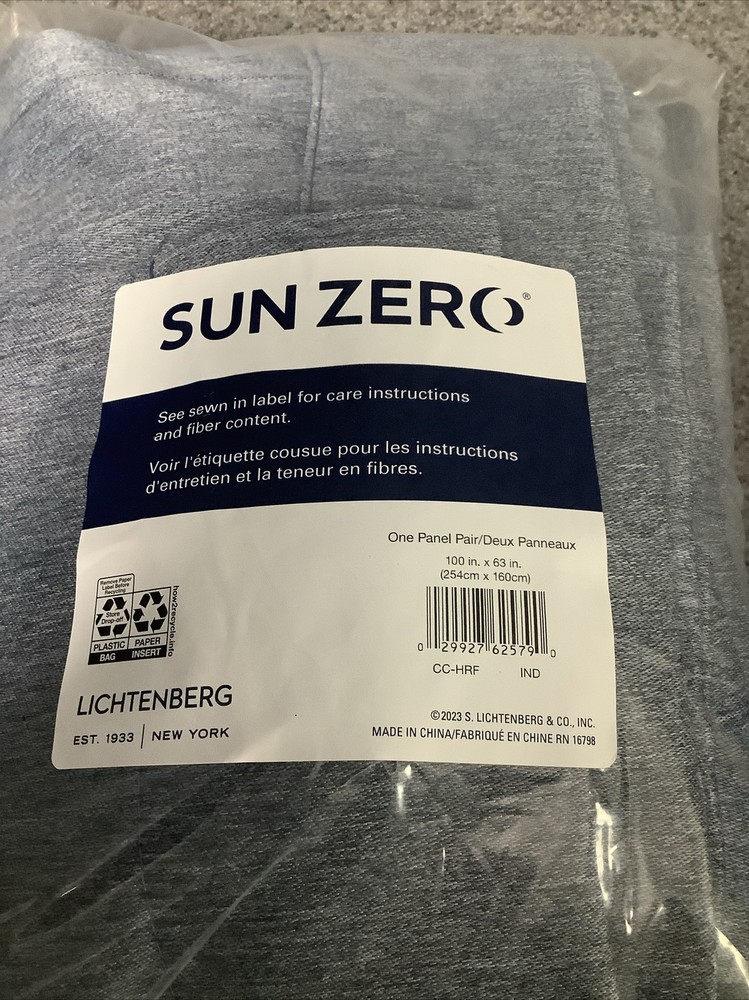 SUN ZERO®
See sewn in label for care instructions
and fiber content.
Voir l'étiquette cousue pour les instructions
d'entretien et la teneur en fibres.
One Panel Pair/Deux Panneaux
100 in. x 63 in.
(254cm x 160cm)
0 29927 62579 0
CC-HRF IND
Remove Paper
Label Before
Recycling
Store
Drop-off
PLASTIC PAPER
BAG INSERT
how2recycle.info
LICHTENBERG
EST. 1933 | NEW YORK
©2023 S. LICHTENBERG & CO., INC.
MADE IN CHINA/FABRIQUÉ EN CHINE RN 16798